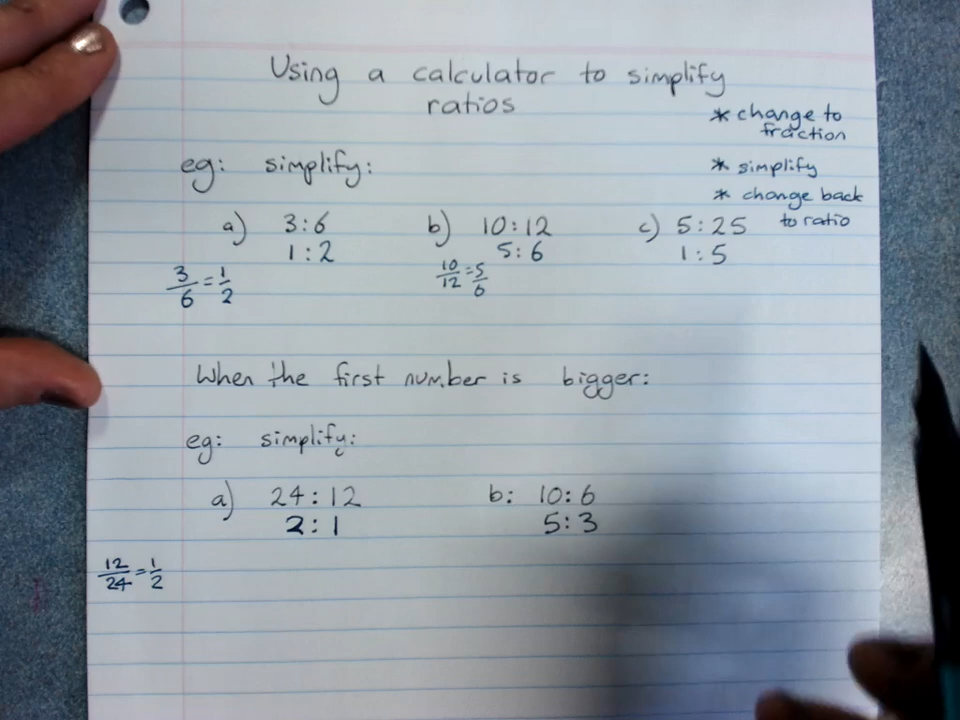 Using a calculator to simplify
ratios
* change to
fraction
* simplify
* change back
to ratio
eg: simplify:
a) 3:6 b) 10:12 c) 5:25
1:2 5:6 1:5
3/6 = 1/2 10/12 = 5/6
When the first number is bigger:
eg: simplify:
a) 24:12 b: 10:6
2:1 5:3
12/24 = 1/2